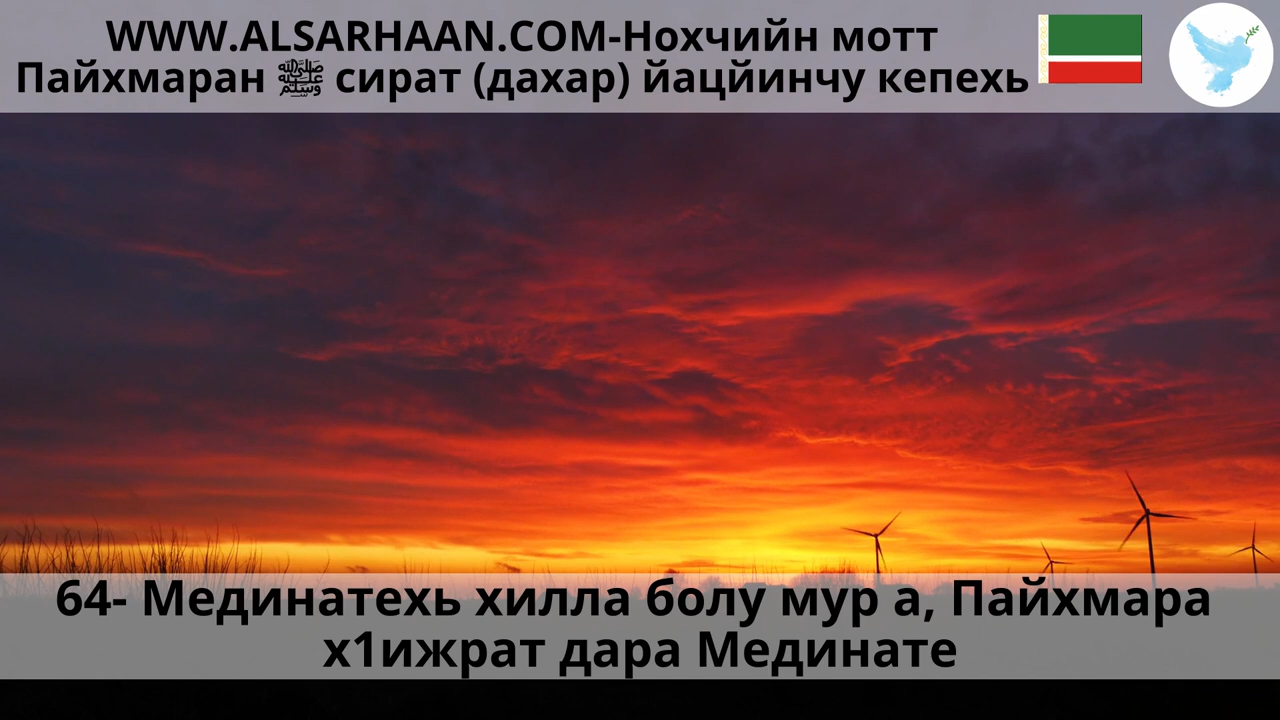 WWW.ALSARHAAN.COM-Нохчийн мотт
Пайхмаран ﷺ сират (дахар) йацйинчу кепехь
64- Мединатехь хилла болу мур а, Пайхмара
х1ижрат дара Мединате